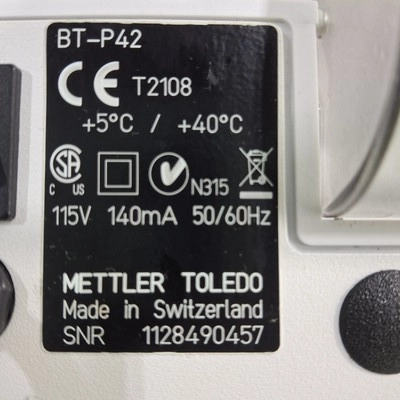 BT-P42
CE T2108
+5°C / +40°C
SA
C US N315
115V 140mA 50/60Hz
METTLER TOLEDO
Made in Switzerland
SNR 1128490457